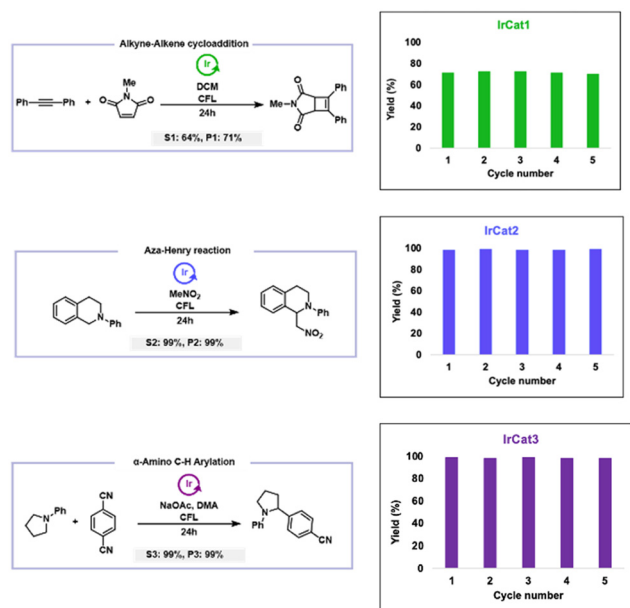 Alkyne-Alkene cycloaddition
Ir
Ph
Ph
+
Me
N
O
O
DCM
CFL
24h
Me
N
O
O
Ph
Ph
S1: 64%, P1: 71%
IrCat1
Yield (%)
100
80
60
40
20
0
1 2 3 4 5
Cycle number
Aza-Henry reaction
Ir
N
Ph
MeNO2
CFL
24h
N
Ph
NO2
S2: 99%, P2: 99%
IrCat2
Yield (%)
100
80
60
40
20
0
1 2 3 4 5
Cycle number
α-Amino C-H Arylation
Ir
N
Ph
+
CN
CN
NaOAc, DMA
CFL
24h
N
Ph
CN
S3: 99%, P3: 99%
IrCat3
Yield (%)
100
80
60
40
20
0
1 2 3 4 5
Cycle number